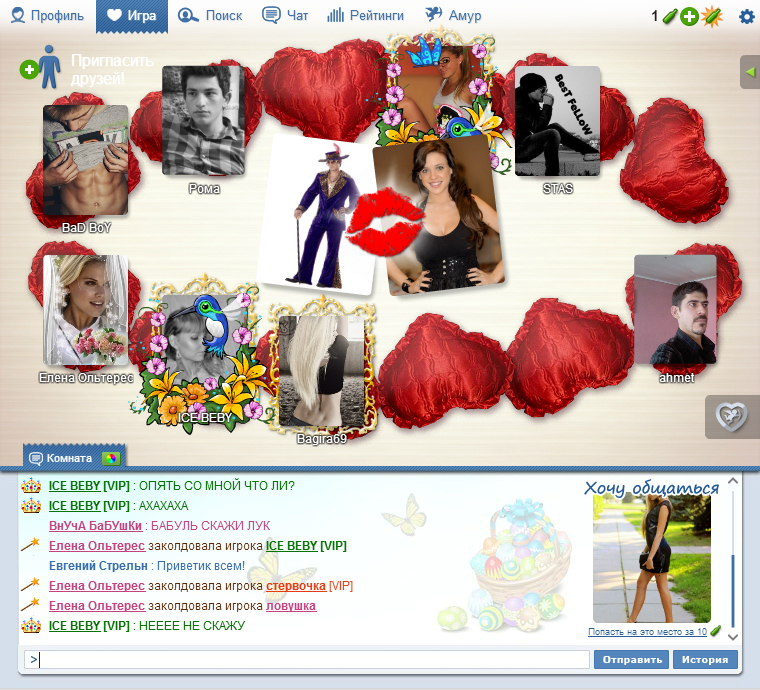 Профиль
Игра
Поиск
Чат
Рейтинги
Амур
1
Пригласить
друзей!
BesT FeLLoW
Рома
STAS
BaD BoY
Елена Ольтерес
ICE BEBY
Bagira69
ahmet
Комната
ICE BEBY [VIP] : ОПЯТЬ СО МНОЙ ЧТО ЛИ?
ICE BEBY [VIP] : АХАХАХА
ВнУчА БаБУшКи : БАБУЛЬ СКАЖИ ЛУК
Елена Ольтерес заколдовала игрока ICE BEBY [VIP]
Евгений Стрельн : Приветик всем!
Елена Ольтерес заколдовала игрока стервочка [VIP]
Елена Ольтерес заколдовала игрока ловушка
ICE BEBY [VIP] : НЕЕЕЕ НЕ СКАЖУ
Хочу общаться
Попасть на это место за 10
>
Отправить
История